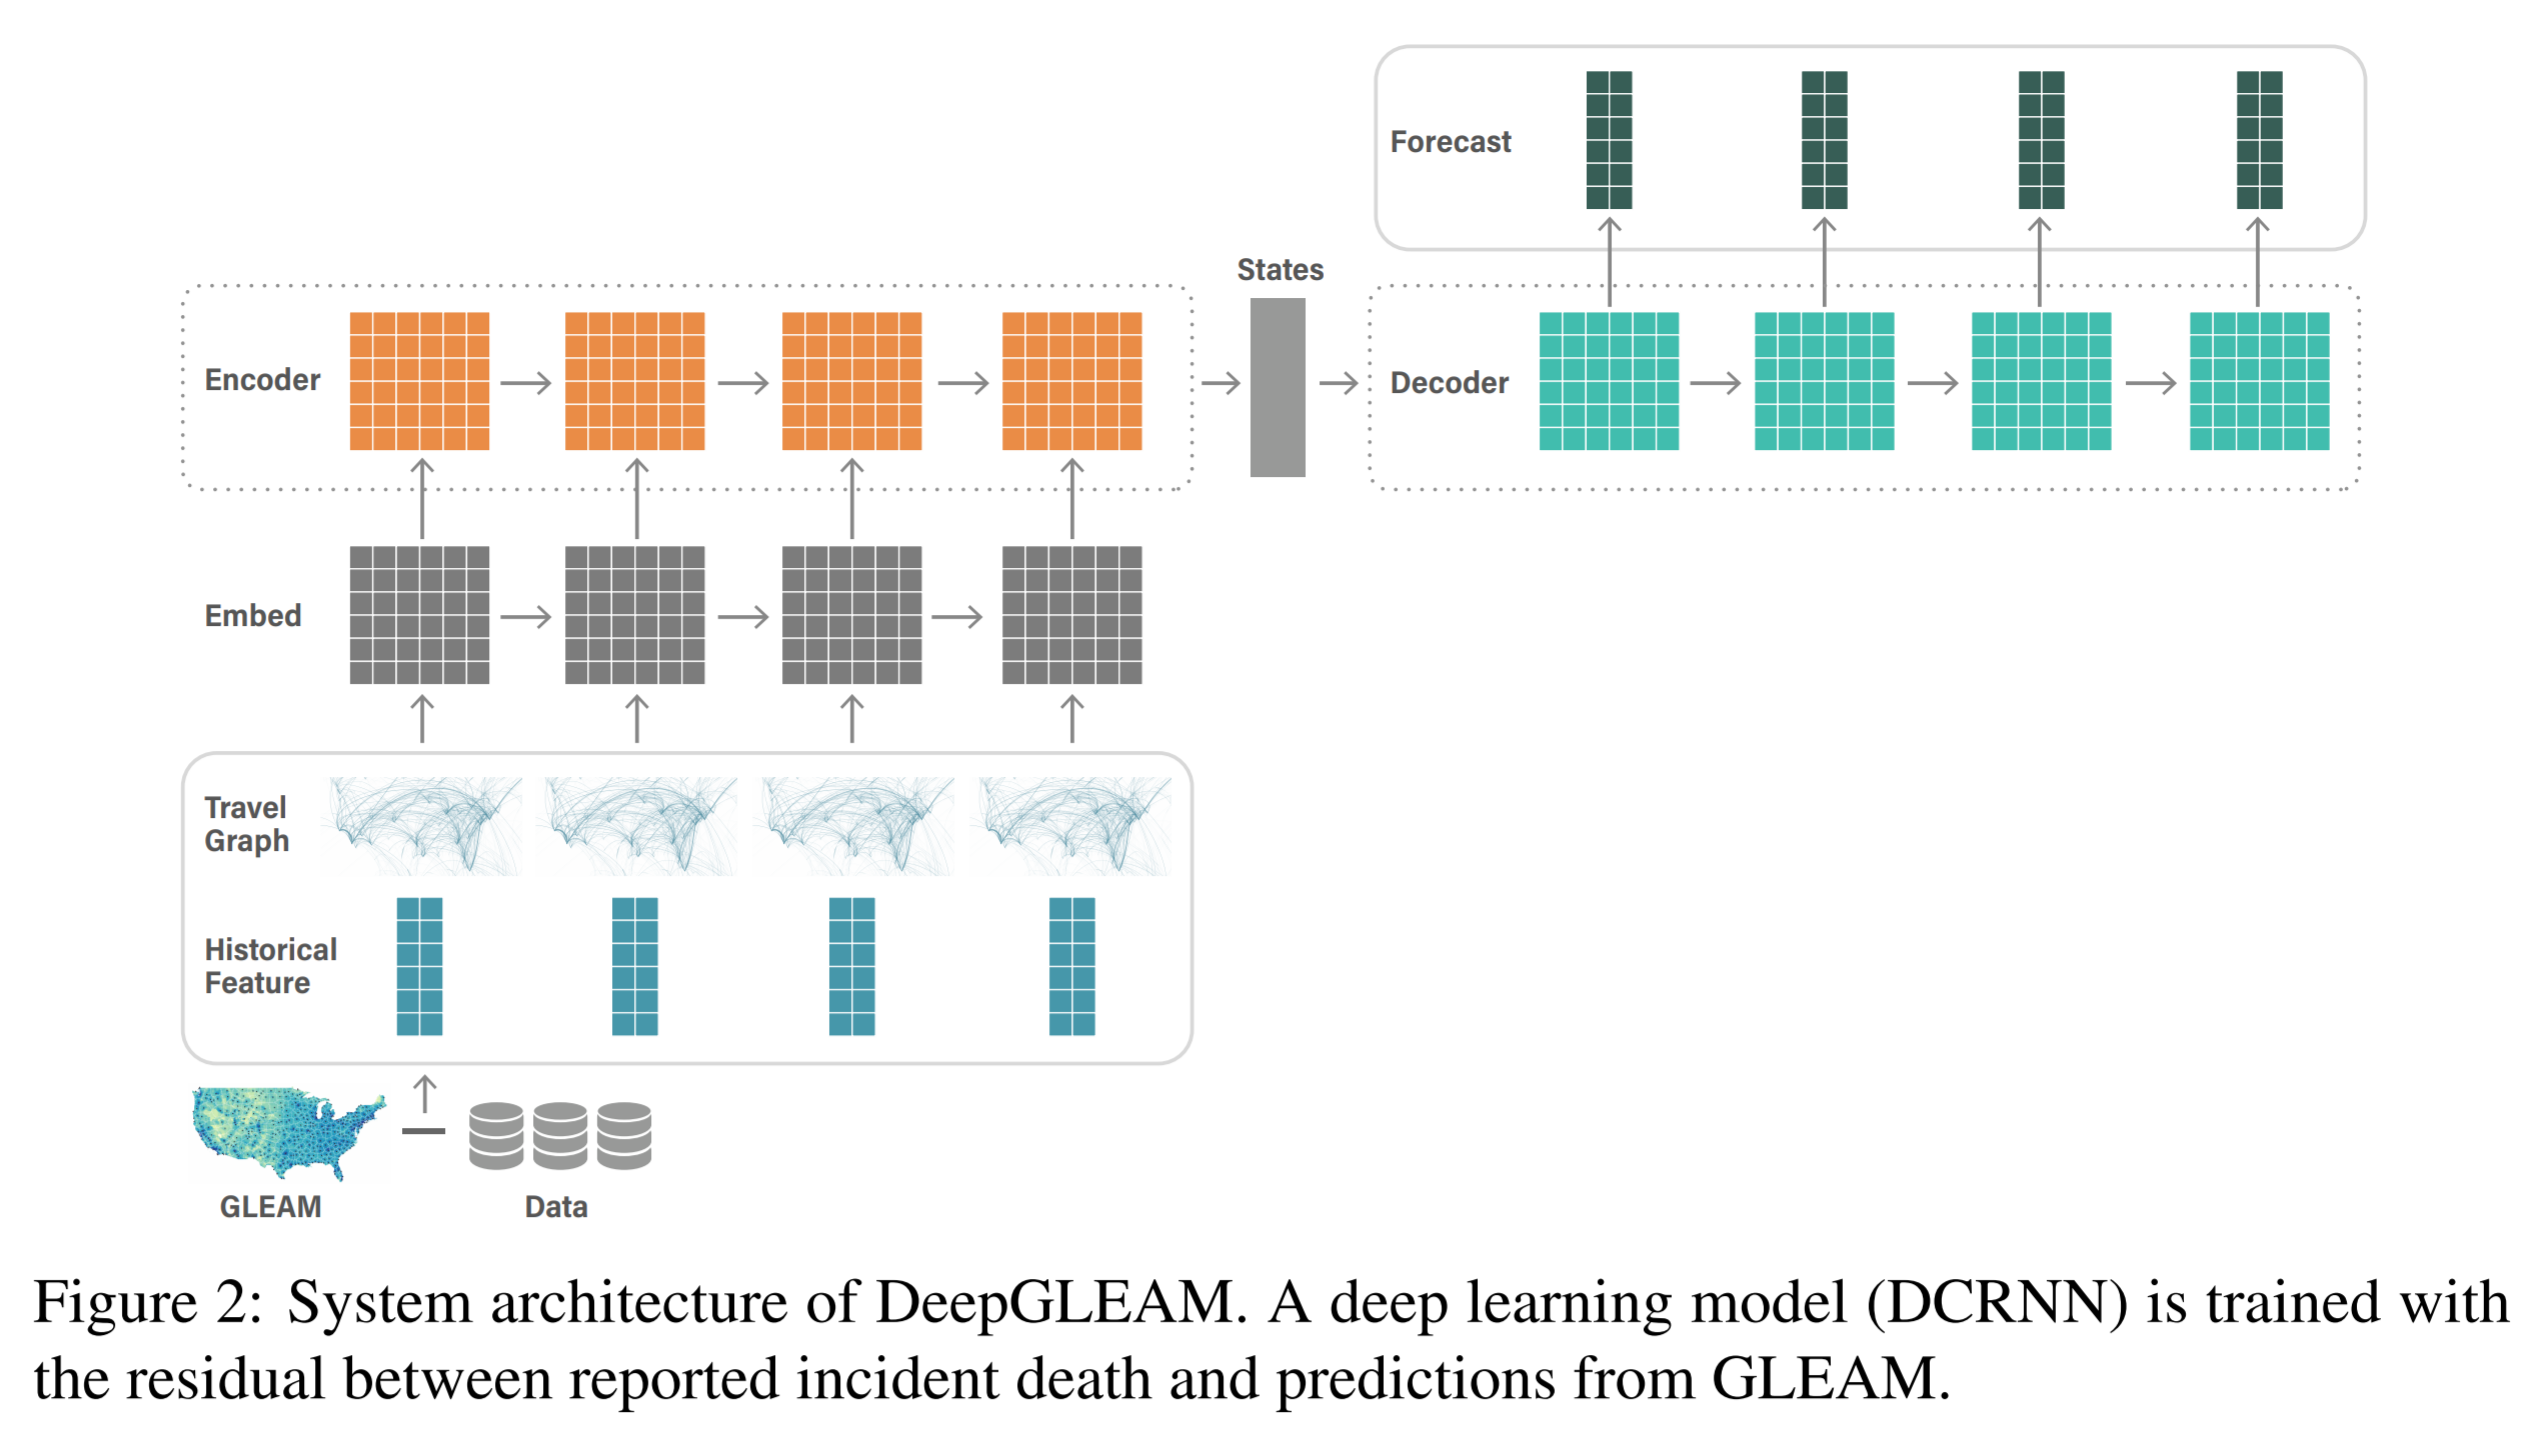 Forecast
States
Encoder
Decoder
Embed
Travel
Graph
Historical
Feature
GLEAM
Data
Figure 2: System architecture of DeepGLEAM. A deep learning model (DCRNN) is trained with
the residual between reported incident death and predictions from GLEAM.